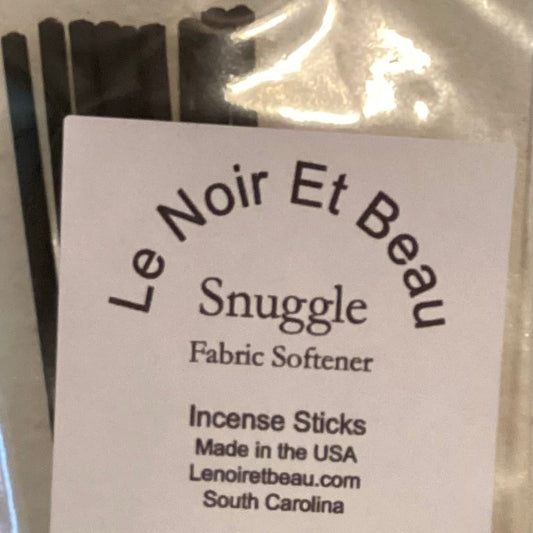 Le Noir Et Beau
Snuggle
Fabric Softener
Incense Sticks
Made in the USA
Lenoiretbeau.com
South Carolina